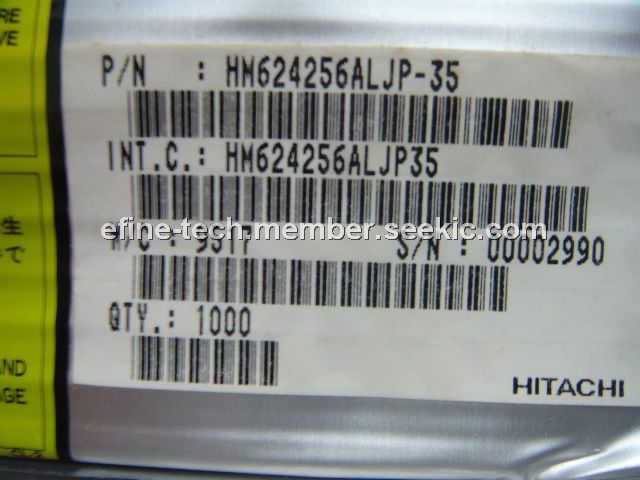 RE
VE
P/N : HM624256ALJP-35
INT.C.: HM624256ALJP35
efine-tech.member.seekic.com
S/N : 00002990
QTY.: 1000
HITACHI
生
で
AND
AGE